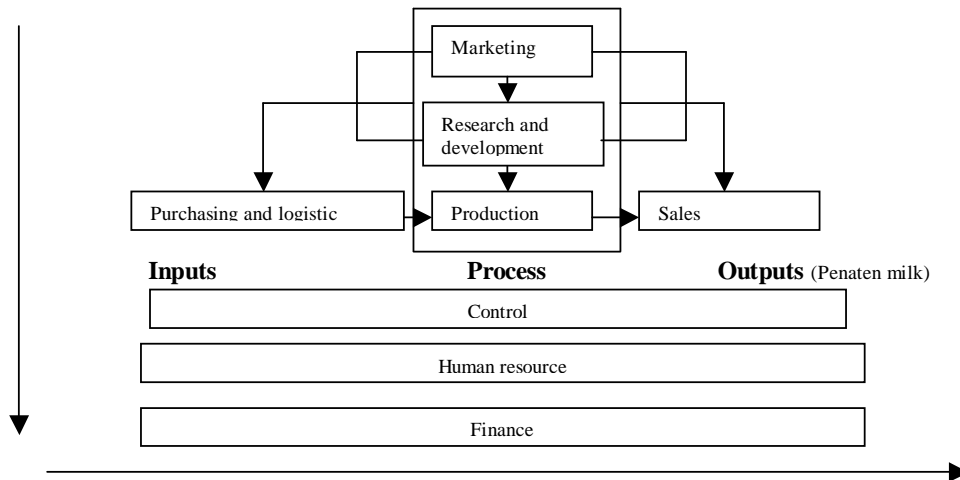 Marketing
Research and
development
Purchasing and logistic
Production
Sales
Inputs
Process
Outputs (Penaten milk)
Control
Human resource
Finance